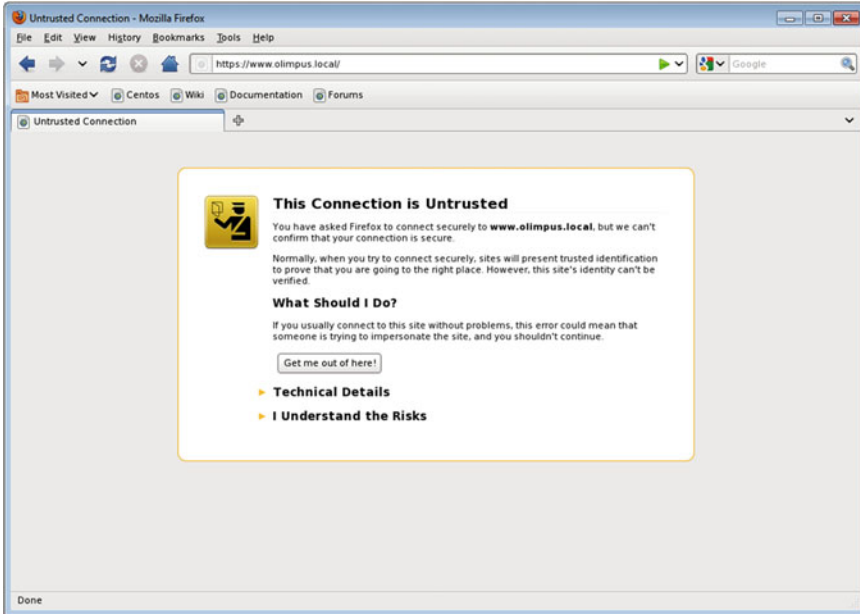 Untrusted Connection - Mozilla Firefox
File Edit View History Bookmarks Tools Help
https://www.olimpus.local/
Google
Most Visited Centos Wiki Documentation Forums
Untrusted Connection
This Connection is Untrusted
You have asked Firefox to connect securely to www.olimpus.local, but we can't
confirm that your connection is secure.
Normally, when you try to connect securely, sites will present trusted identification
to prove that you are going to the right place. However, this site's identity can't be
verified.
What Should I Do?
If you usually connect to this site without problems, this error could mean that
someone is trying to impersonate the site, and you shouldn't continue.
Get me out of here!
Technical Details
I Understand the Risks
Done